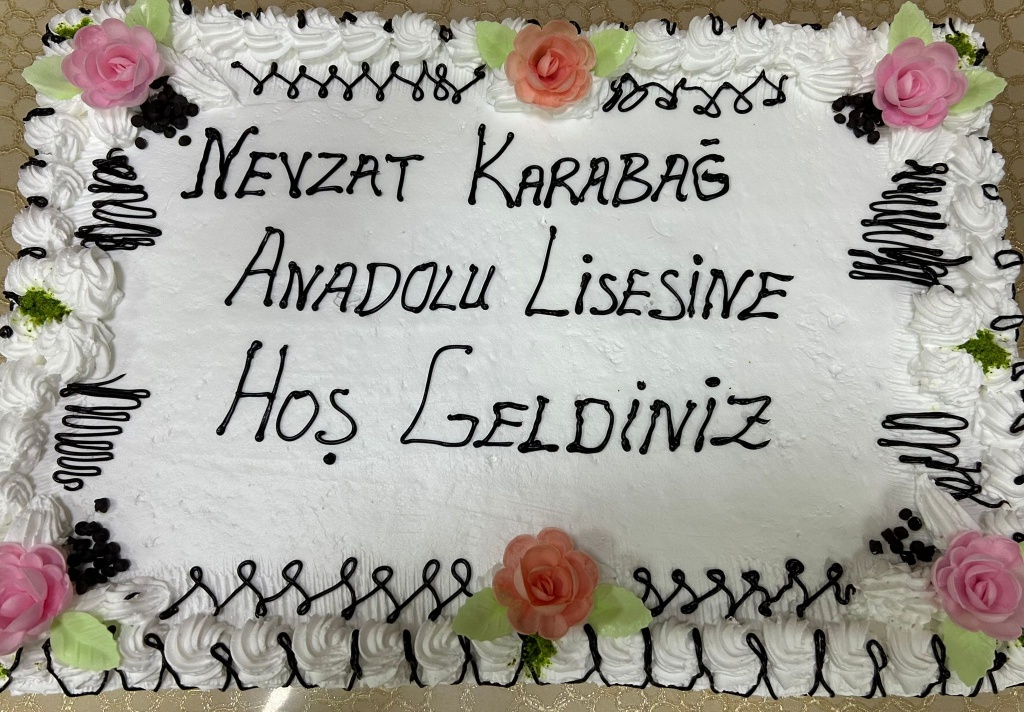 NEVZAT KARABAĞ
ANADOLU LİSESİNE
HOŞ GELDİNİZ